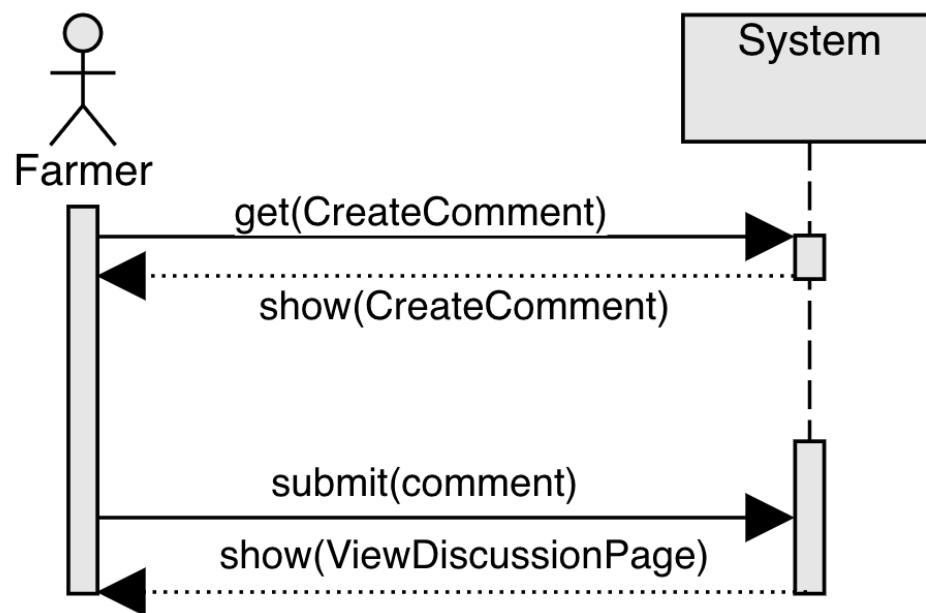 System
Farmer
get(CreateComment)
show(CreateComment)
submit(comment)
show(ViewDiscussionPage)